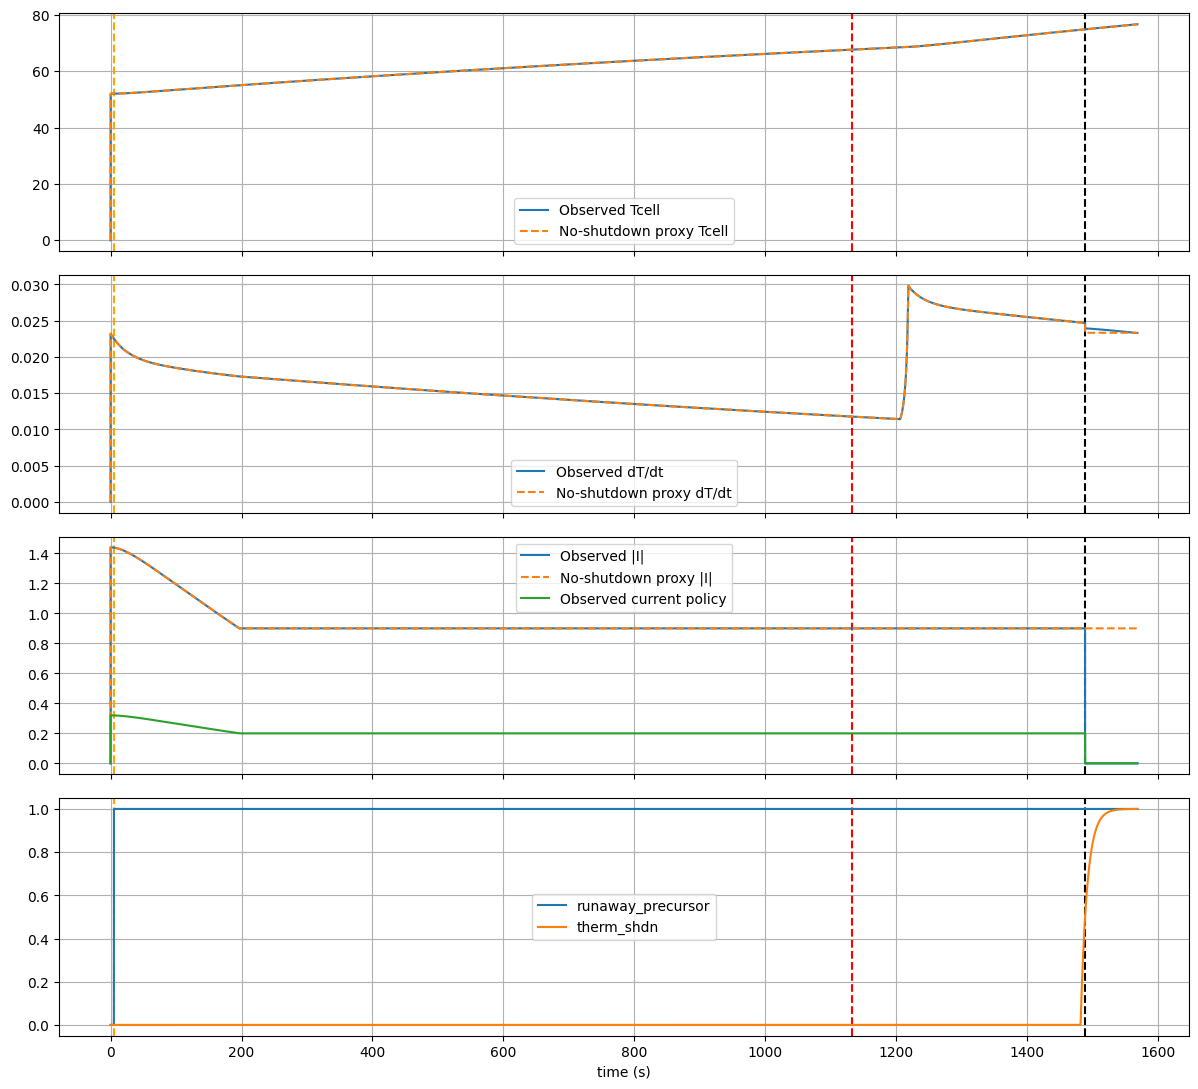 80
60
40
20
0
Observed Tcell
No-shutdown proxy Tcell
0.030
0.025
0.020
0.015
0.010
0.005
0.000
Observed dT/dt
No-shutdown proxy dT/dt
1.4
1.2
1.0
0.8
0.6
0.4
0.2
0.0
Observed |I|
No-shutdown proxy |I|
Observed current policy
1.0
0.8
0.6
0.4
0.2
0.0
runaway_precursor
therm_shdn
0 200 400 600 800 1000 1200 1400 1600
time (s)